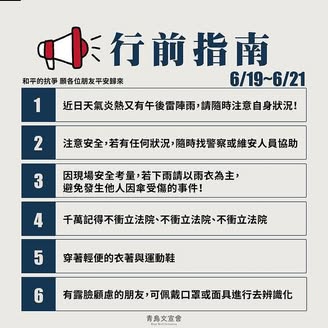 行前指南
和平的抗爭 願各位朋友平安歸來
6/19~6/21
1
近日天氣炎熱又有午後雷陣雨,請隨時注意自身狀況!
2
注意安全,若有任何狀況,隨時找警察或維安人員協助
3
因現場安全考量,若下雨請以雨衣為主,
避免發生他人因傘受傷的事件!
4
千萬記得不衝立法院、不衝立法院、不衝立法院
5
穿著輕便的衣著與運動鞋
6
有露臉顧慮的朋友,可佩戴口罩或面具進行去辨識化
青鳥文宣會